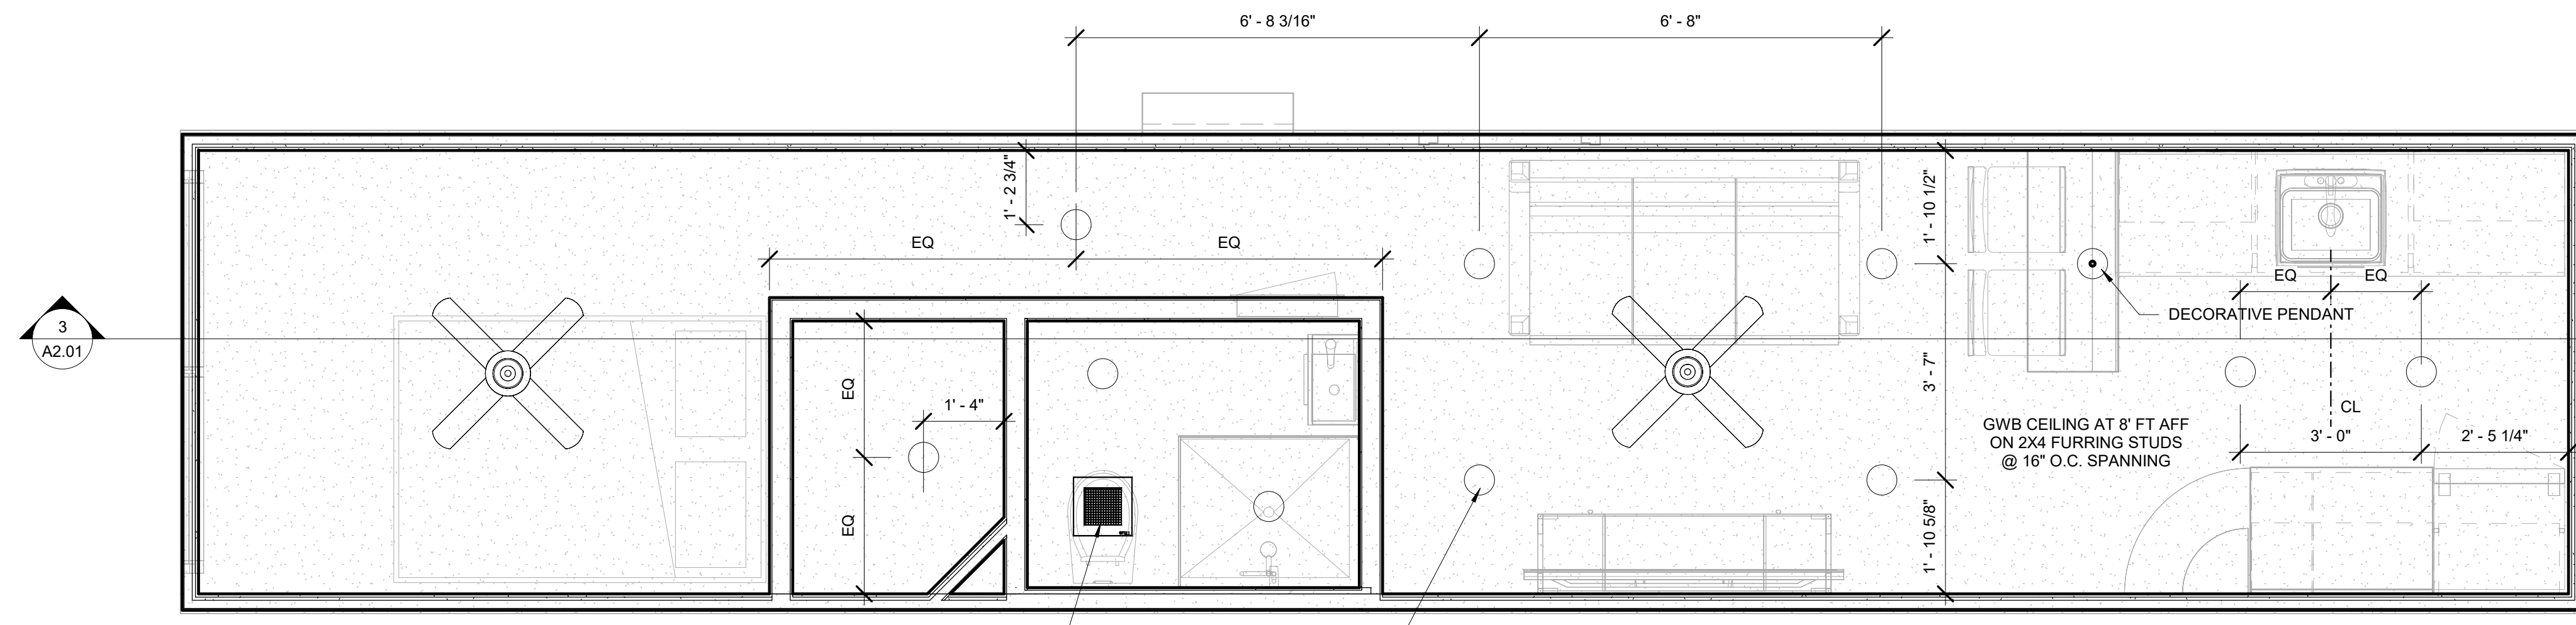 6' - 8 3/16"
6' - 8"
1' - 2 3/4"
1' - 10 1/2"
EQ
EQ
EQ
EQ
3
A2.01
DECORATIVE PENDANT
EQ
1' - 4"
3' - 7"
CL
GWB CEILING AT 8' FT AFF
ON 2X4 FURRING STUDS
@ 16" O.C. SPANNING
3' - 0"
2' - 5 1/4"
EQ
1' - 10 5/8"